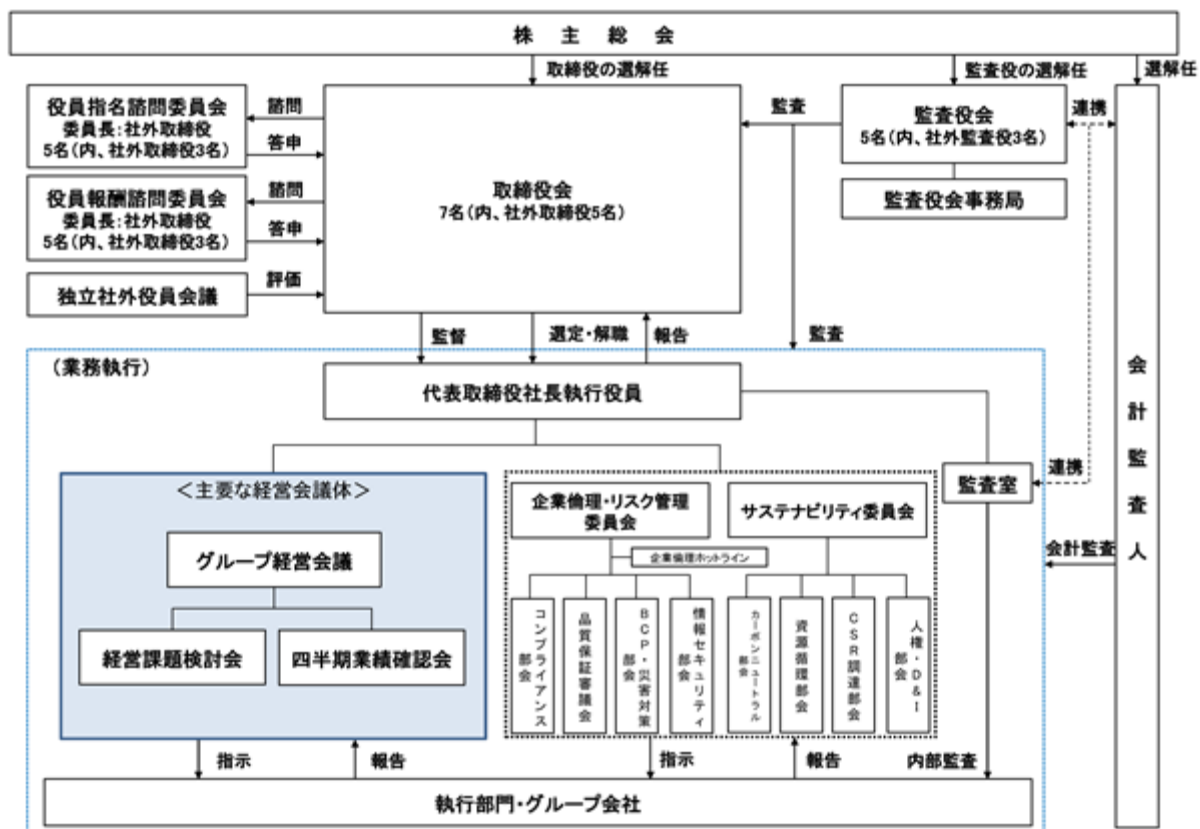 株主総会
取締役の選解任
監査役の選解任
選解任
役員指名諮問委員会
委員長：社外取締役
5名（内、社外取締役3名）
諮問
答申
役員報酬諮問委員会
委員長：社外取締役
5名（内、社外取締役3名）
諮問
答申
独立社外役員会議
評価
取締役会
7名（内、社外取締役5名）
監査
監査役会
5名（内、社外監査役3名）
監査役会事務局
連携
会計監査人
監督
選定・解職
報告
監査
（業務執行）
代表取締役社長執行役員
＜主要な経営会議体＞
グループ経営会議
経営課題検討会
四半期業績確認会
企業倫理・リスク管理
委員会
サステナビリティ委員会
企業倫理ホットライン
コンプライアンス
部会
品質保証審議会
BCP・災害対策
部会
情報セキュリティ
部会
カーボンニュートラル
部会
資源循環部会
CSR調達部会
人権・D&I
部会
監査室
連携
会計監査
指示
報告
指示
報告
内部監査
執行部門・グループ会社